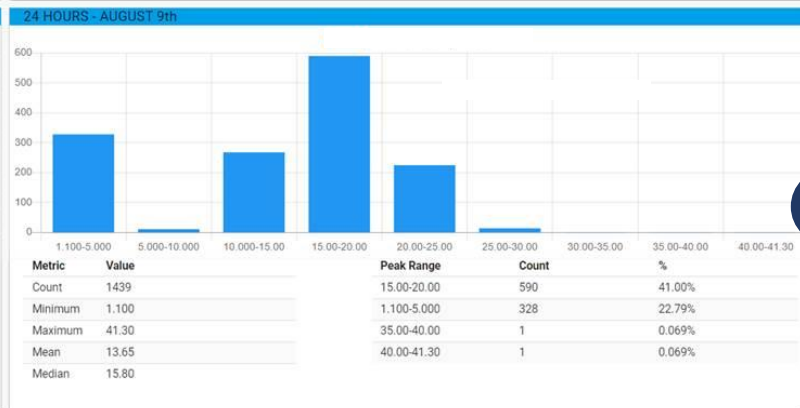 24 HOURS - AUGUST 9th
600
500
400
300
200
100
0
1.100-5.000 5.000-10.000 10.000-15.00 15.00-20.00 20.00-25.00 25.00-30.00 30.00-35.00 35.00-40.00 40.00-41.30
Metric Value
Count 1439
Minimum 1.100
Maximum 41.30
Mean 13.65
Median 15.80
Peak Range Count %
15.00-20.00 590 41.00%
1.100-5.000 328 22.79%
35.00-40.00 1 0.069%
40.00-41.30 1 0.069%